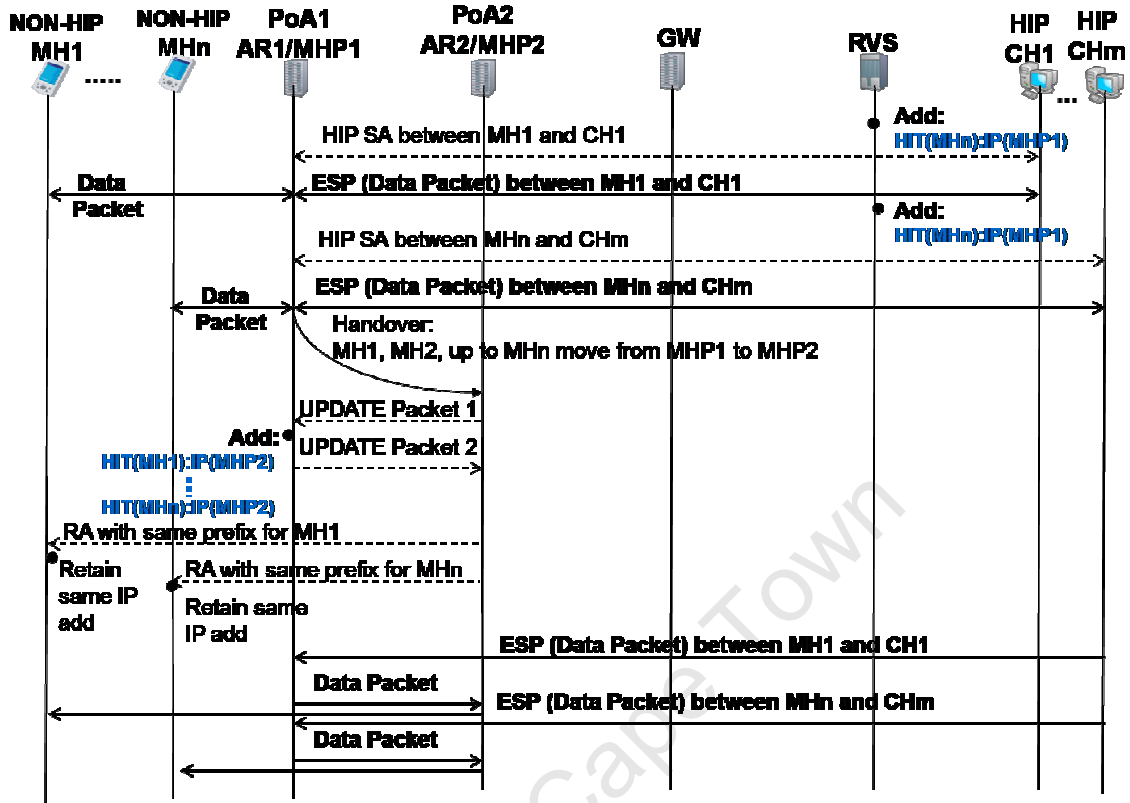 NON-HIP
MH1
.....
NON-HIP
MHn
PoA1
AR1/MHP1
PoA2
AR2/MHP2
GW
RVS
HIP
CH1
...
HIP
CHm
Add:
HIT(MHn):IP(MHP1)
HIP SA between MH1 and CH1
Data
Packet
ESP (Data Packet) between MH1 and CH1
Add:
HIT(MHn):IP(MHP1)
HIP SA between MHn and CHm
Data
Packet
ESP (Data Packet) between MHn and CHm
Handover:
MH1, MH2, up to MHn move from MHP1 to MHP2
UPDATE Packet 1
Add:
HIT(MH1):IP(MHP2)
HIT(MHn):IP(MHP2)
UPDATE Packet 2
RA with same prefix for MH1
Retain
same IP
add
RA with same prefix for MHn
Retain same
IP add
ESP (Data Packet) between MH1 and CH1
Data Packet
ESP (Data Packet) between MHn and CHm
Data Packet
Cape Town